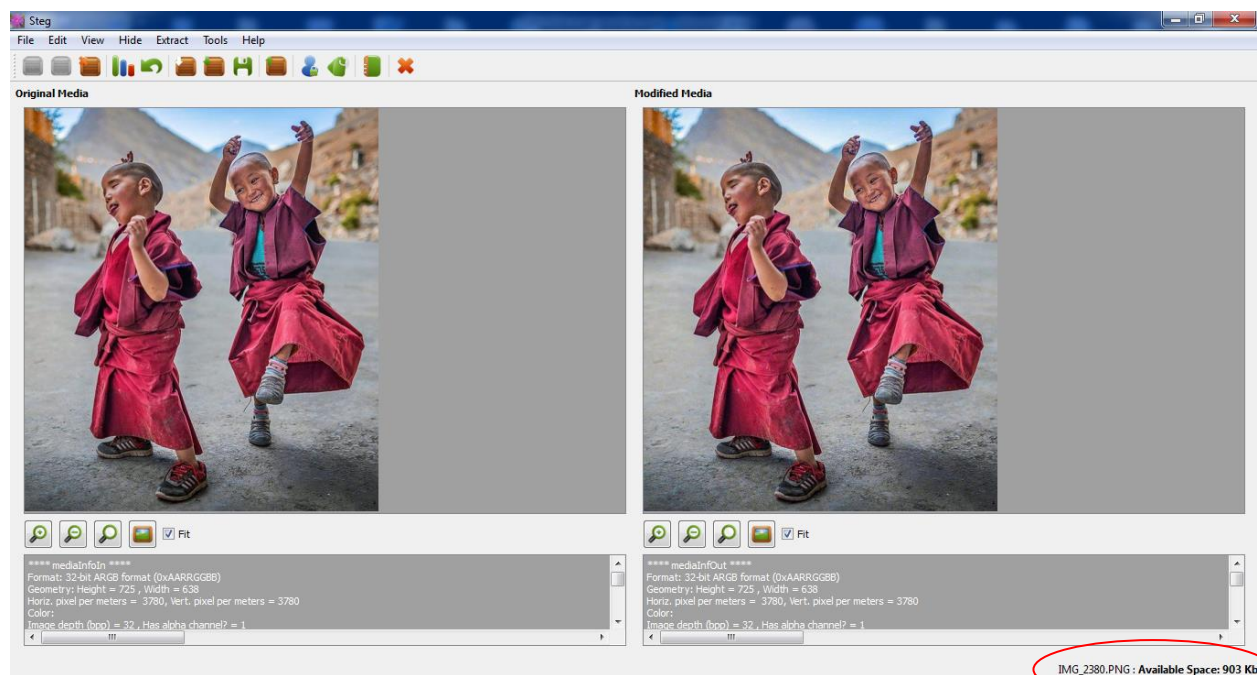 Steg
File Edit View Hide Extract Tools Help
Original Media
Modified Media
Fit
**** mediaInfoIn ****
Format: 32-bit ARGB format (0xAARRGGBB)
Geometry: Height = 725 , Width = 638
Horiz. pixel per meters = 3780, Vert. pixel per meters = 3780
Color:
Image depth (bpp) = 32 , Has alpha channel? = 1
Fit
**** mediaInfOut ****
Format: 32-bit ARGB format (0xAARRGGBB)
Geometry: Height = 725 , Width = 638
Horiz. pixel per meters = 3780, Vert. pixel per meters = 3780
Color:
Image depth (bpp) = 32 , Has alpha channel? = 1
IMG_2380.PNG : Available Space: 903 Kb